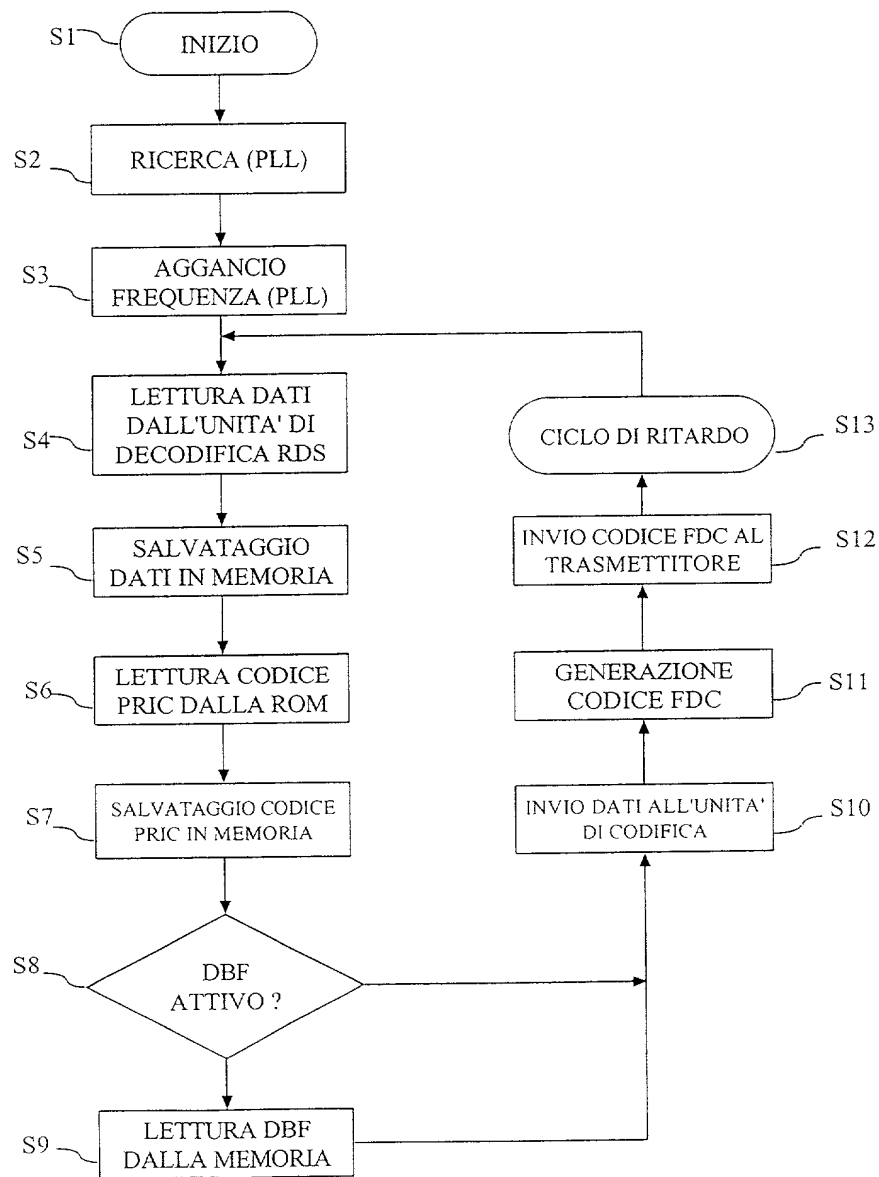 S1
INIZIO
S2
RICERCA (PLL)
S3
AGGANCIO
FREQUENZA (PLL)
S4
LETTURA DATI
DALL'UNITA' DI
DECODIFICA RDS
S5
SALVATAGGIO
DATI IN MEMORIA
S6
LETTURA CODICE
PRIC DALLA ROM
S7
SALVATAGGIO CODICE
PRIC IN MEMORIA
S8
DBF
ATTIVO ?
S9
LETTURA DBF
DALLA MEMORIA
INVIO DATI ALL'UNITA'
DI CODIFICA
S10
GENERAZIONE
CODICE FDC
S11
INVIO CODICE FDC AL
TRASMETTITORE
S12
CICLO DI RITARDO
S13